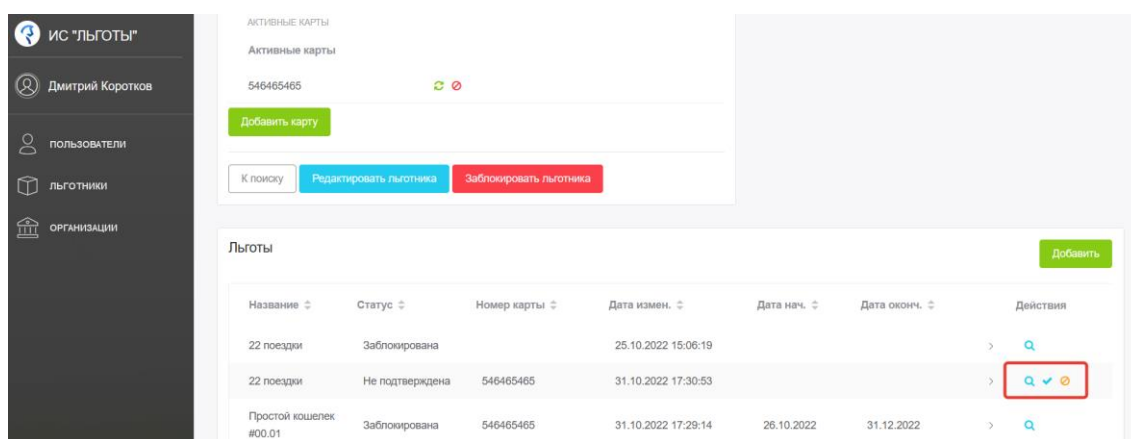 ИС "ЛЬГОТЫ"
Дмитрий Коротков
ПОЛЬЗОВАТЕЛИ
ЛЬГОТНИКИ
ОРГАНИЗАЦИИ
АКТИВНЫЕ КАРТЫ
Активные карты
546465465
Добавить карту
К поиску Редактировать льготника Заблокировать льготника
Льготы Добавить
Название Статус Номер карты Дата измен. Дата нач. Дата оконч. Действия
22 поездки Заблокирована 25.10.2022 15:06:19
22 поездки Не подтверждена 546465465 31.10.2022 17:30:53
Простой кошелек #00.01 Заблокирована 546465465 31.10.2022 17:29:14 26.10.2022 31.12.2022